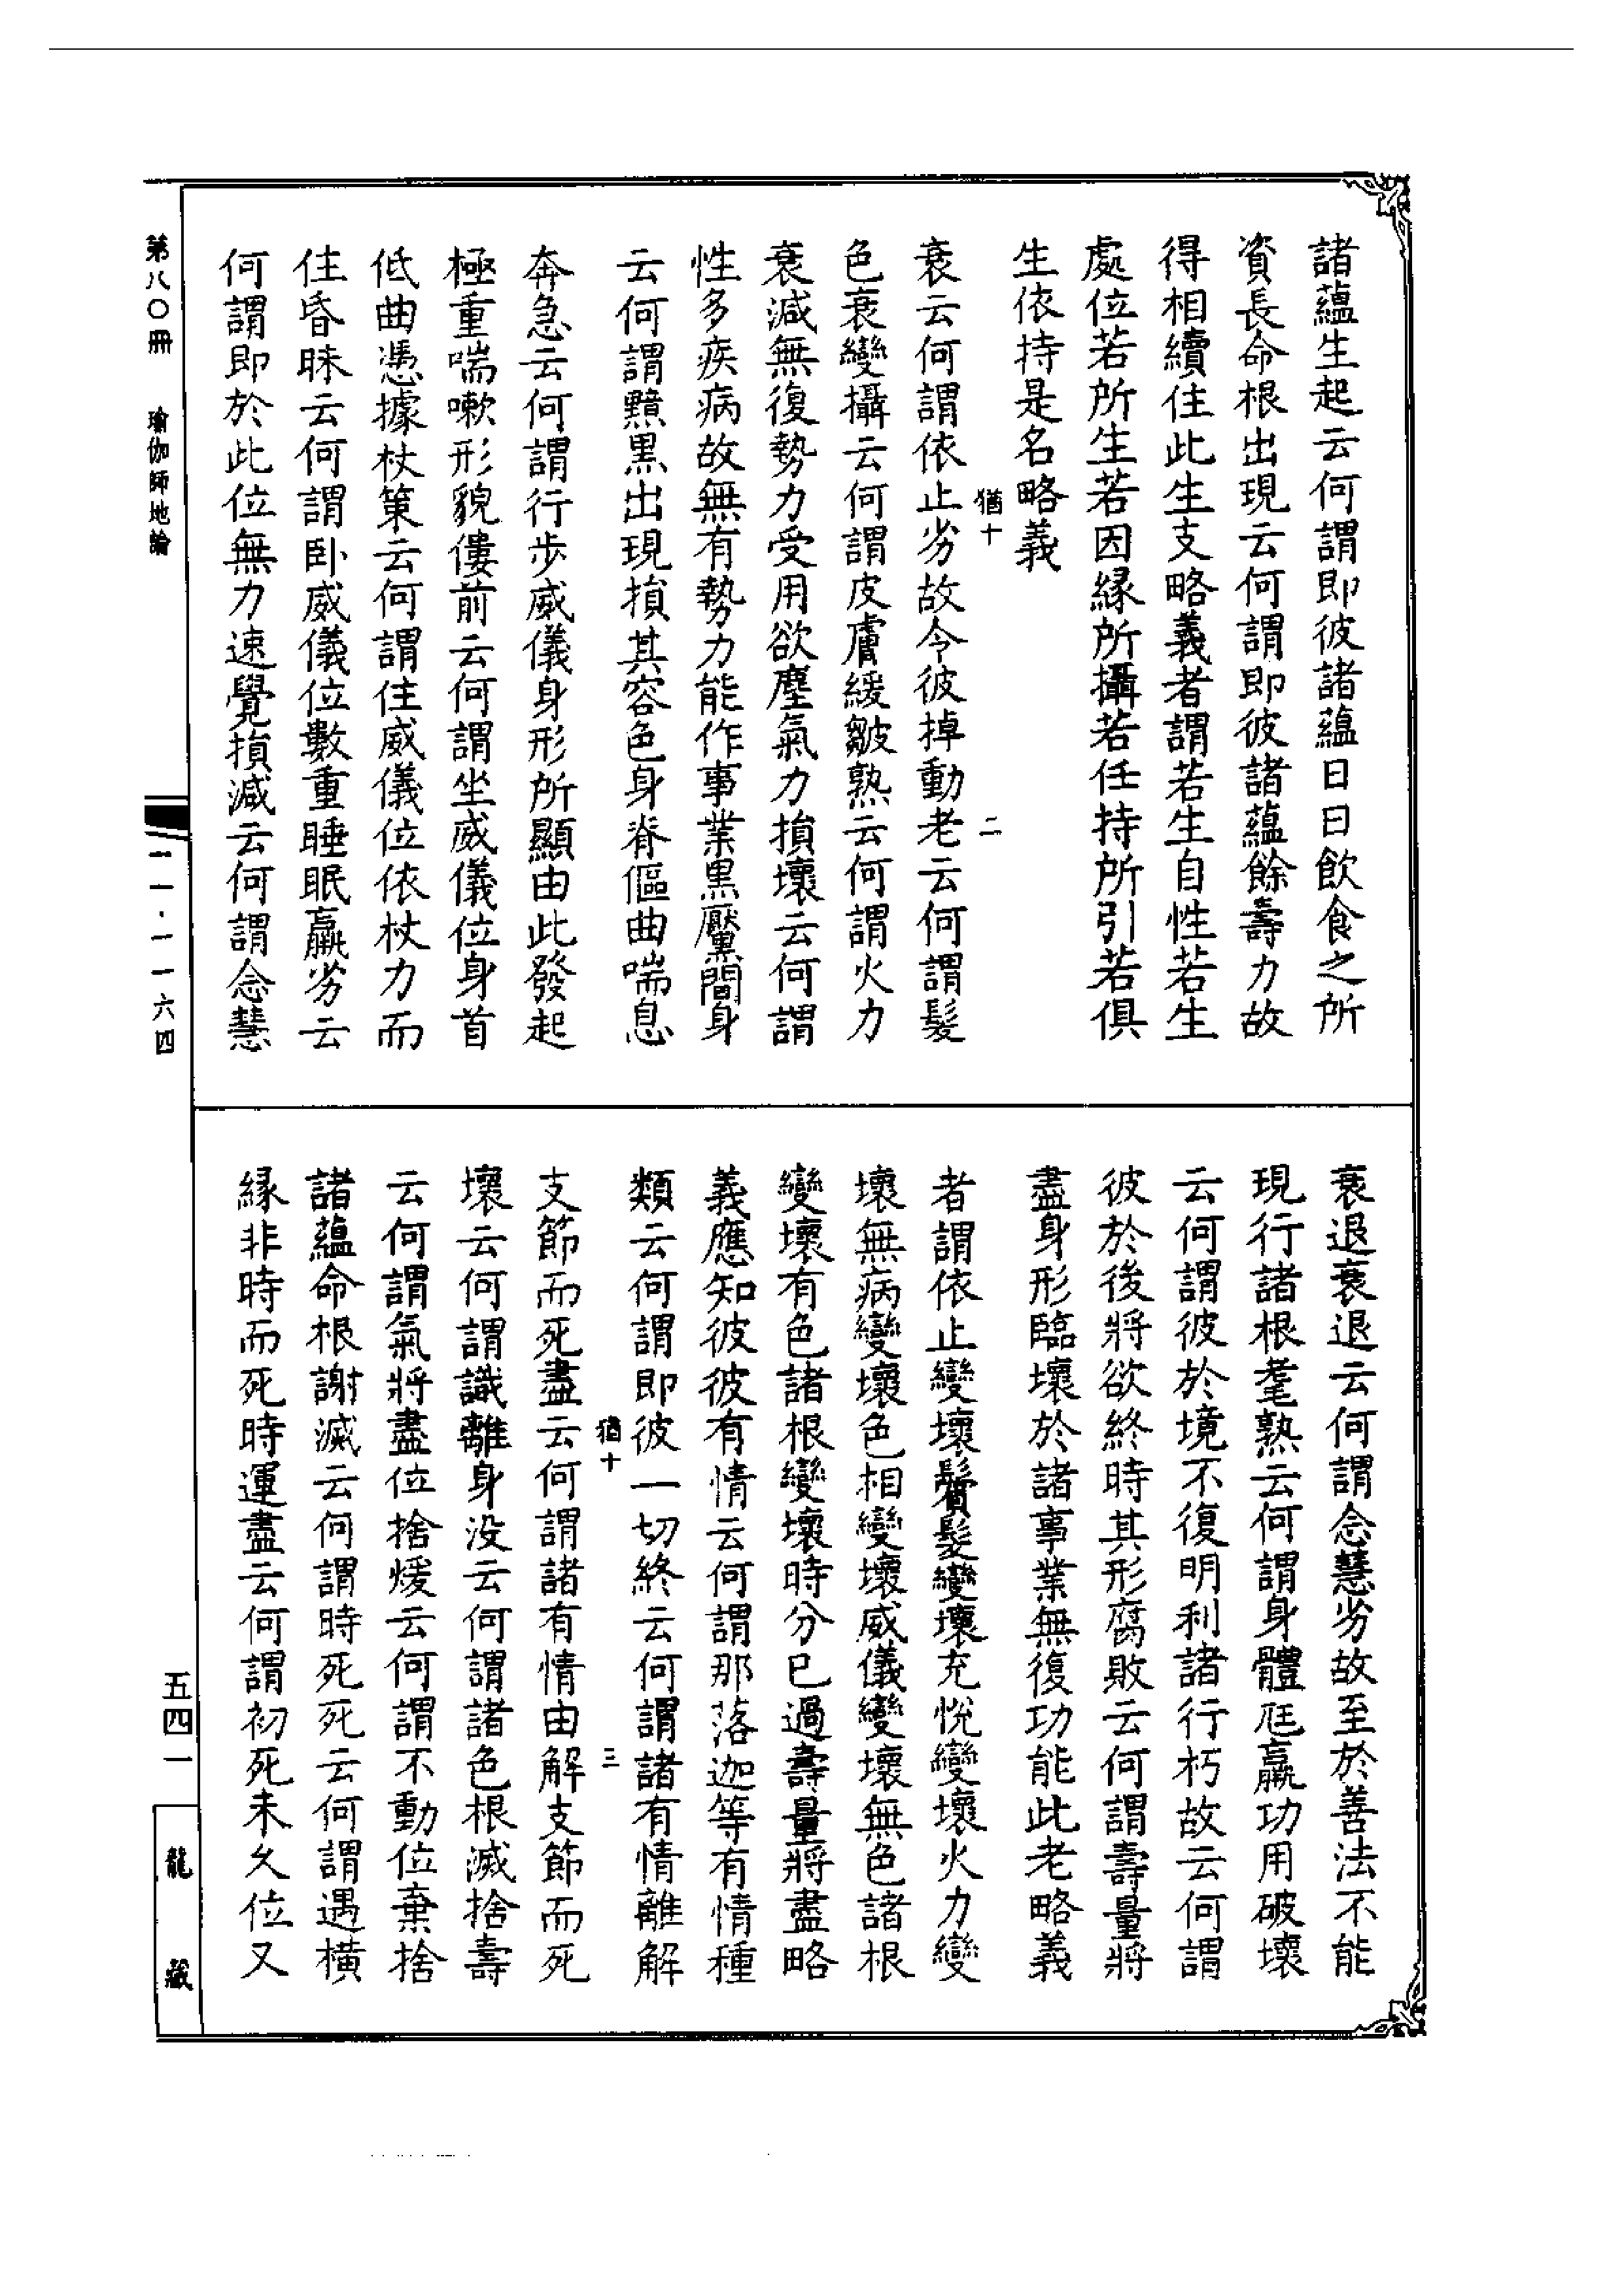 諸蘊生起云何謂即彼諸蘊日日飲食之所
資長命根出現云何謂即彼諸蘊餘壽力故
得相續住此生支略義者謂若生自性若生
處位若所生若因緣所攝若任持所引若俱
生依持是名略義
猶十 二
衰云何謂依止劣故令彼掉動老云何謂髮
色衰變攝云何謂皮膚緩皺熟云何謂火力
衰減無復勢力受用欲塵氣力損壞云何謂
性多疾病故無有勢力能作事業黑黶間身
云何謂黯黑出現損其容色身脊傴曲喘息
奔急云何謂行步威儀身形所顯由此發起
極重喘嗽形貌僂前云何謂坐威儀位身首
低曲憑據杖策云何謂住威儀位依杖力而
住昏昧云何謂卧威儀位數重睡眠羸劣云
何謂即於此位無力速覺損減云何謂念慧
衰退衰退云何謂念慧劣故至於善法不能
現行諸根耄熟云何謂身體尩羸功用破壞
云何謂彼於境不復明利諸行朽故云何謂
彼於後將欲終時其形腐敗云何謂壽量將
盡身形臨壞於諸事業無復功能此老略義
者謂依止變壞鬢髮變壞充悅變壞火力變
壞無病變壞色相變壞威儀變壞無色諸根
變壞有色諸根變壞時分已過壽量將盡略
義應知彼彼有情云何謂那落迦等有情種
類云何謂即彼一切終云何謂諸有情離解
猶十 三
支節而死盡云何謂諸有情由解支節而死
壞云何謂識離身没云何謂諸色根滅捨壽
云何謂氣將盡位捨煖云何謂不動位棄捨
諸蘊命根謝滅云何謂時死死云何謂遇橫
緣非時而死時運盡云何謂初死未久位又
第八〇冊 瑜伽師地論
一一·一一六四
五四一
龍藏